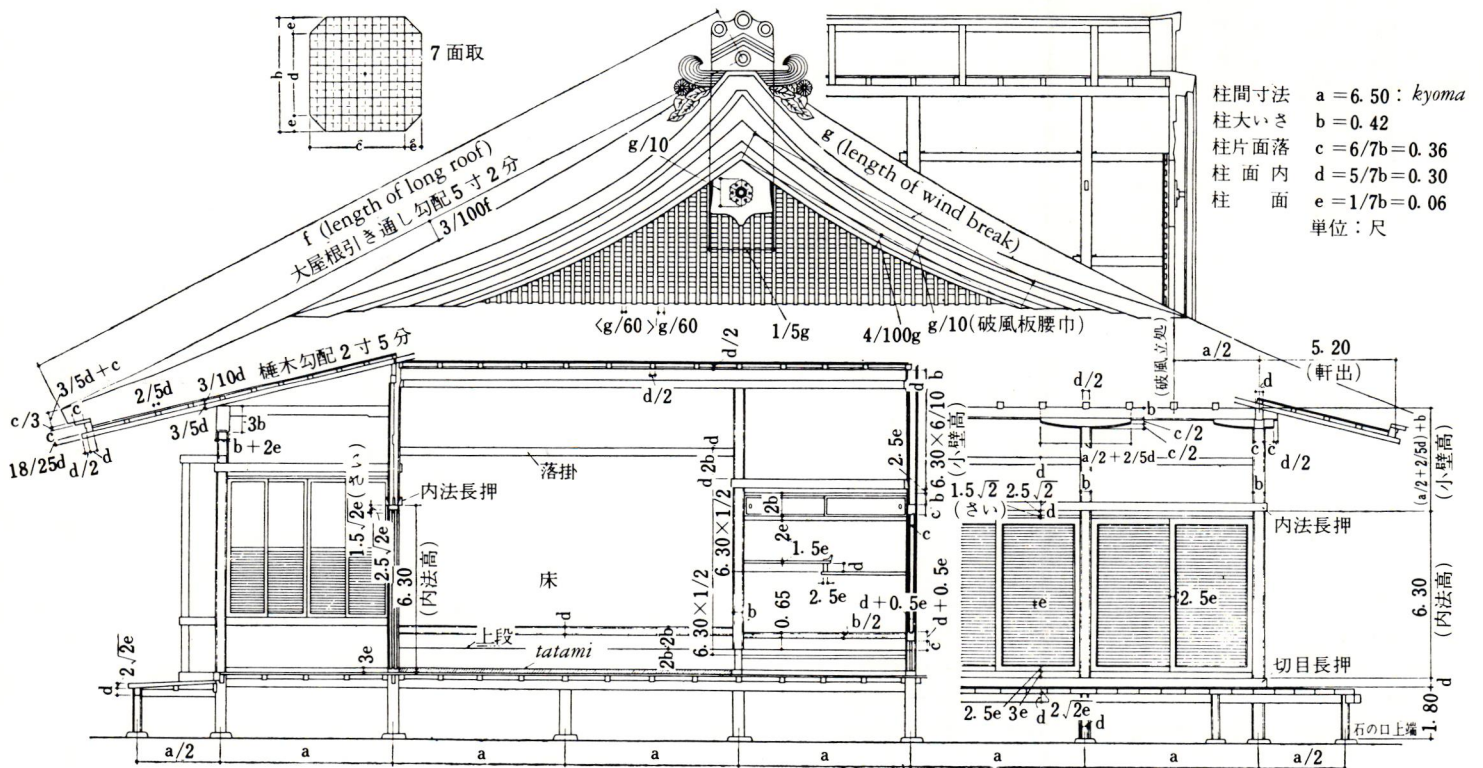 h
e
d
e
c
e
7 面取
柱間寸法 a = 6. 50 : kyoma
柱大いさ b = 0. 42
柱片面落 c = 6/7b = 0. 36
柱 面 内 d = 5/7b = 0. 30
柱 面 e = 1/7b = 0. 06
単位 : 尺
f (length of long roof)
大屋根引き通し勾配 5 寸 2 分
3/100f
g/10
g (length of wind break)
<g/60>g/60
1/5g
4/100g
g/10 (破風板腰巾)
(破風立処)
a/2
5. 20
(軒出)
3/5d + c
c/3
c
c
2/5d
3/10d
棰木勾配 2 寸 5 分
3/5d
18/25d
d/2
d
3b
b + 2e
d/2
d/2
落掛
内法長押
1.5√2e (さい)
2.5√2e
6. 30
(内法高)
床
上段
tatami
3e
d
2b
2b
d 2b d
6. 30×1/2
6. 30×1/2
b
2b
2e
1. 5e
d
2. 5e
0. 65
d + 0.5e
b/2
b
d
6. 30×6/10
(小壁高)
2. 5e
b
c
c
d + 0.5e
c
d/2
b
c/2
c/2
a/2 + 2/5d
d
b
1.5√2
(さい)
2.5√2
d
d
c
c
d/2
b
(a/2 + 2/5d) + b
(小壁高)
内法長押
e
2. 5e
6. 30
(内法高)
切目長押
d
1. 80
石の口上端
2. 5e
3e
d
2√2e
d
2√2e
d
a/2
a
a
a
a
a
a
a/2